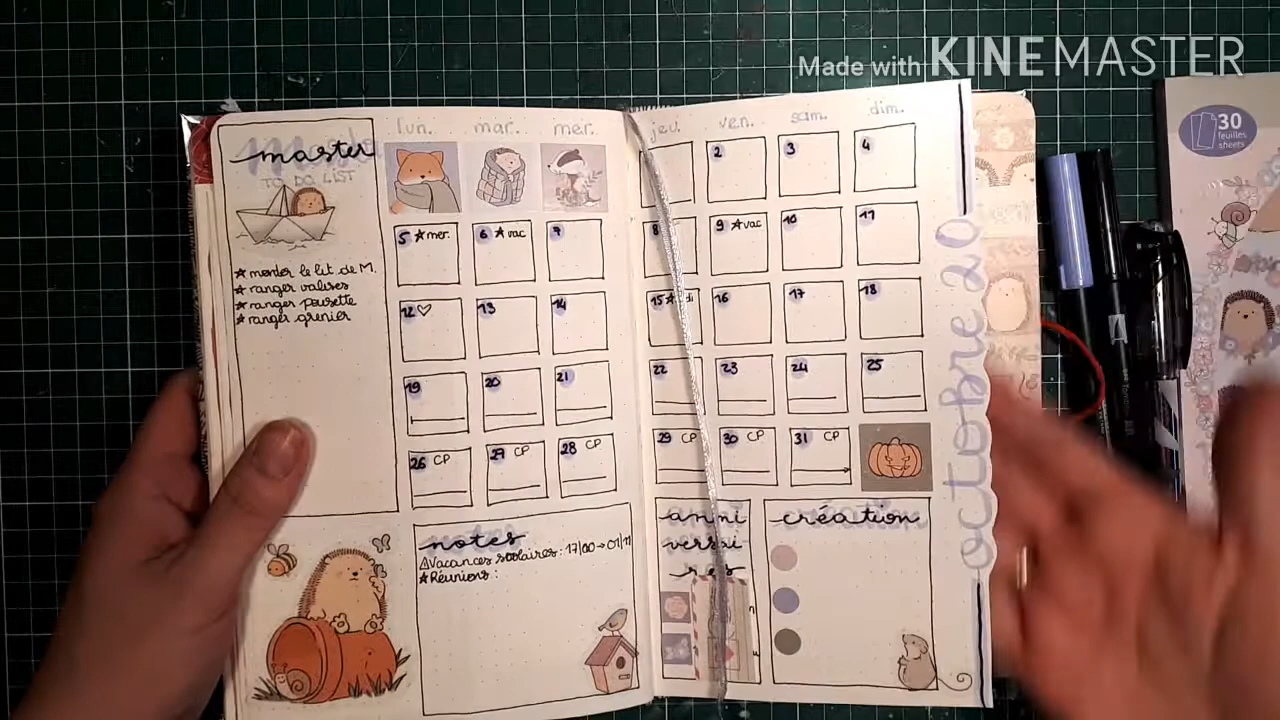 Made with KINEMASTER
30
feuilles
sheets
master
TO DO LIST
★ monter le lit de M.
★ ranger valises
★ ranger poussette
★ ranger grenier
lun. mar. mer. jeu. ven. sam. dim.
2 3 4
5 ★mer. 6 ★vac 7 8 9 ★vac 10 11
12♡ 13 14 15 16 17 18
19 20 21 22 23 24 25
26 CP 27 CP 28 CP 29 CP 30 CP 31 CP
octobre 20
notes
⚠Vacances scolaires : 17/00 → 01/11
★Réunions :
anni
versai
res
création